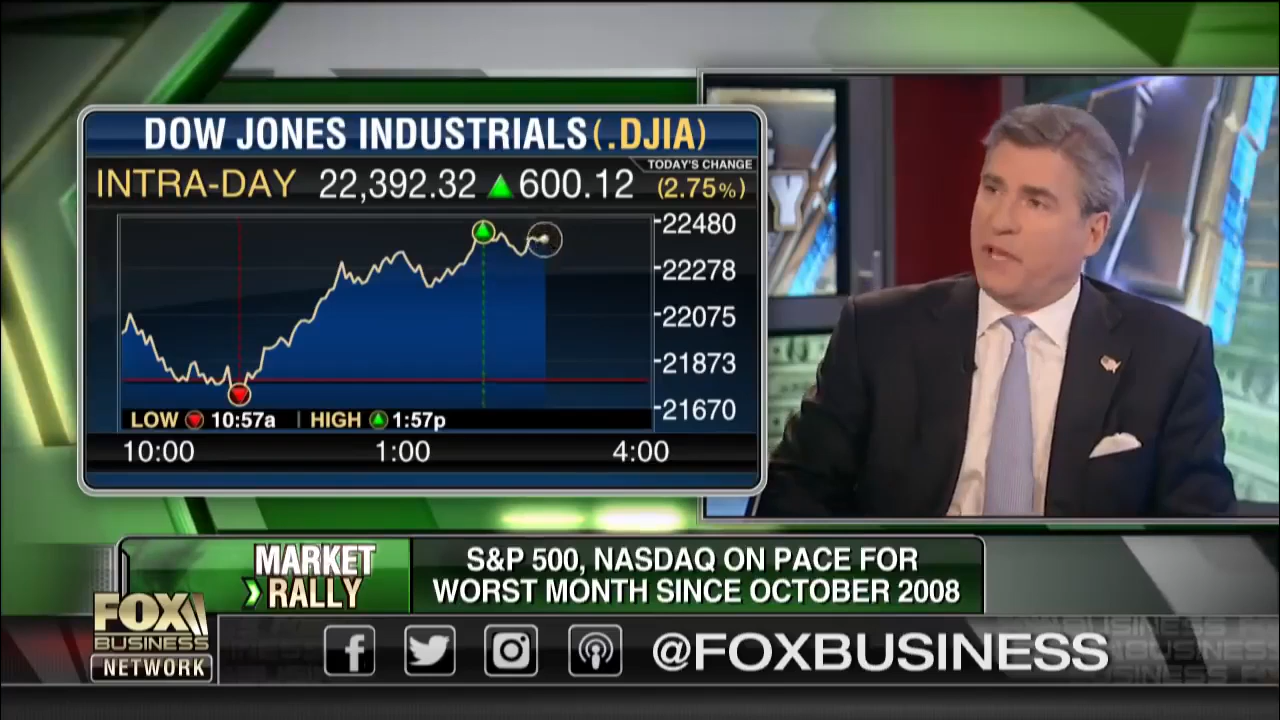 DOW JONES INDUSTRIALS(.DJIA)
TODAY'S CHANGE
INTRA-DAY 22,392.32 ▲600.12 (2.75%)
22480
22278
22075
21873
21670
LOW ▼ 10:57a | HIGH ▲ 1:57p
10:00 1:00 4:00
MARKET
RALLY
S&P 500, NASDAQ ON PACE FOR
WORST MONTH SINCE OCTOBER 2008
FOX
BUSINESS
NETWORK
@FOXBUSINESS